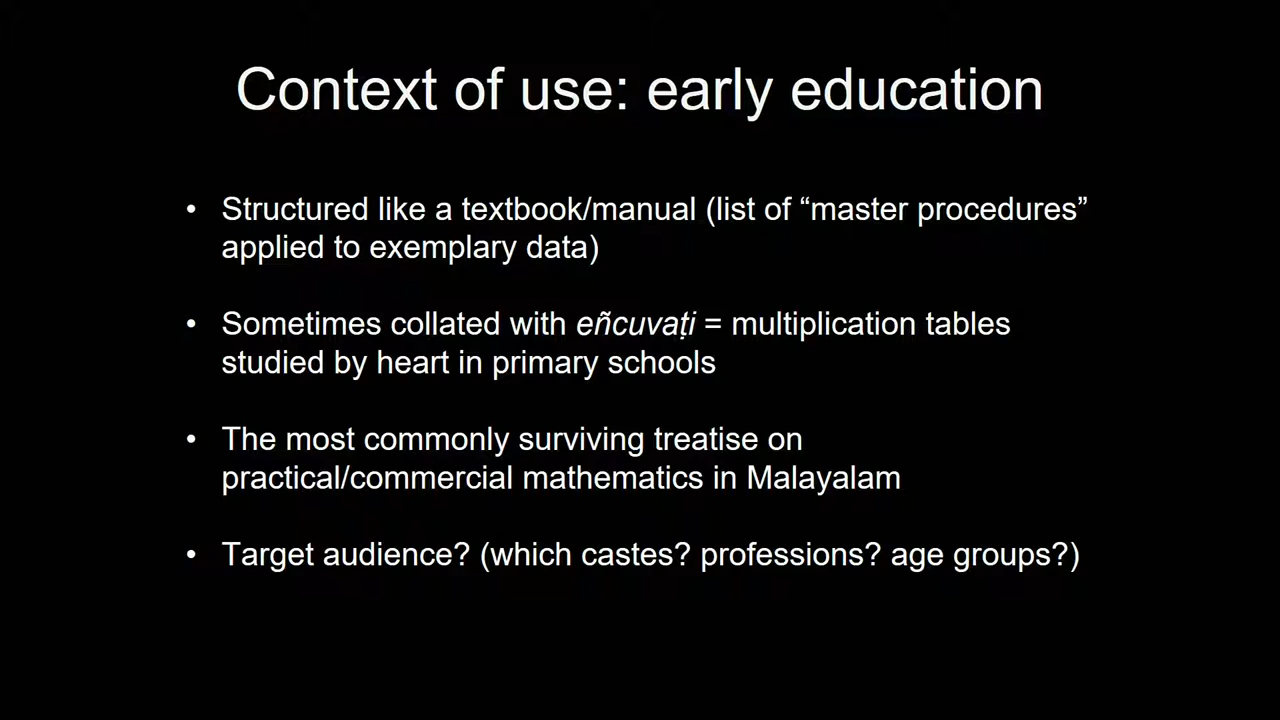 Context of use: early education
• Structured like a textbook/manual (list of “master procedures”
applied to exemplary data)
• Sometimes collated with eñcuvaṭi = multiplication tables
studied by heart in primary schools
• The most commonly surviving treatise on
practical/commercial mathematics in Malayalam
• Target audience? (which castes? professions? age groups?)